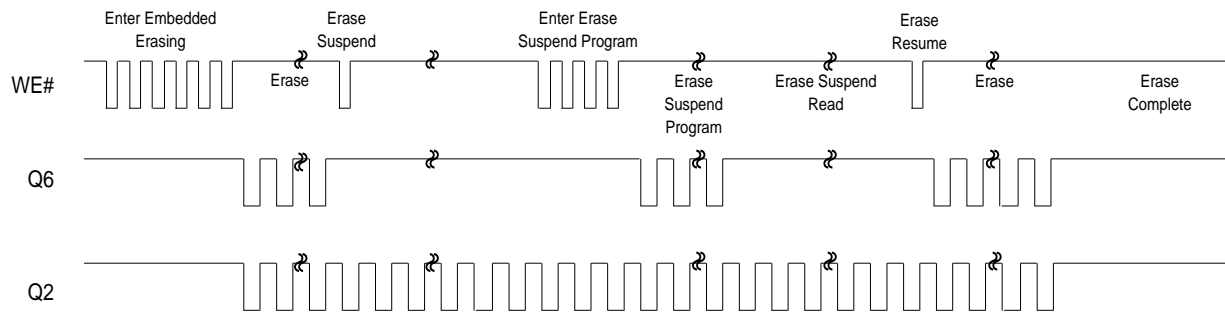 Enter Embedded
Erasing
Erase
Suspend
Enter Erase
Suspend Program
Erase
Resume
WE#
Erase
Erase
Suspend
Program
Erase Suspend
Read
Erase
Erase
Complete
Q6
Q2